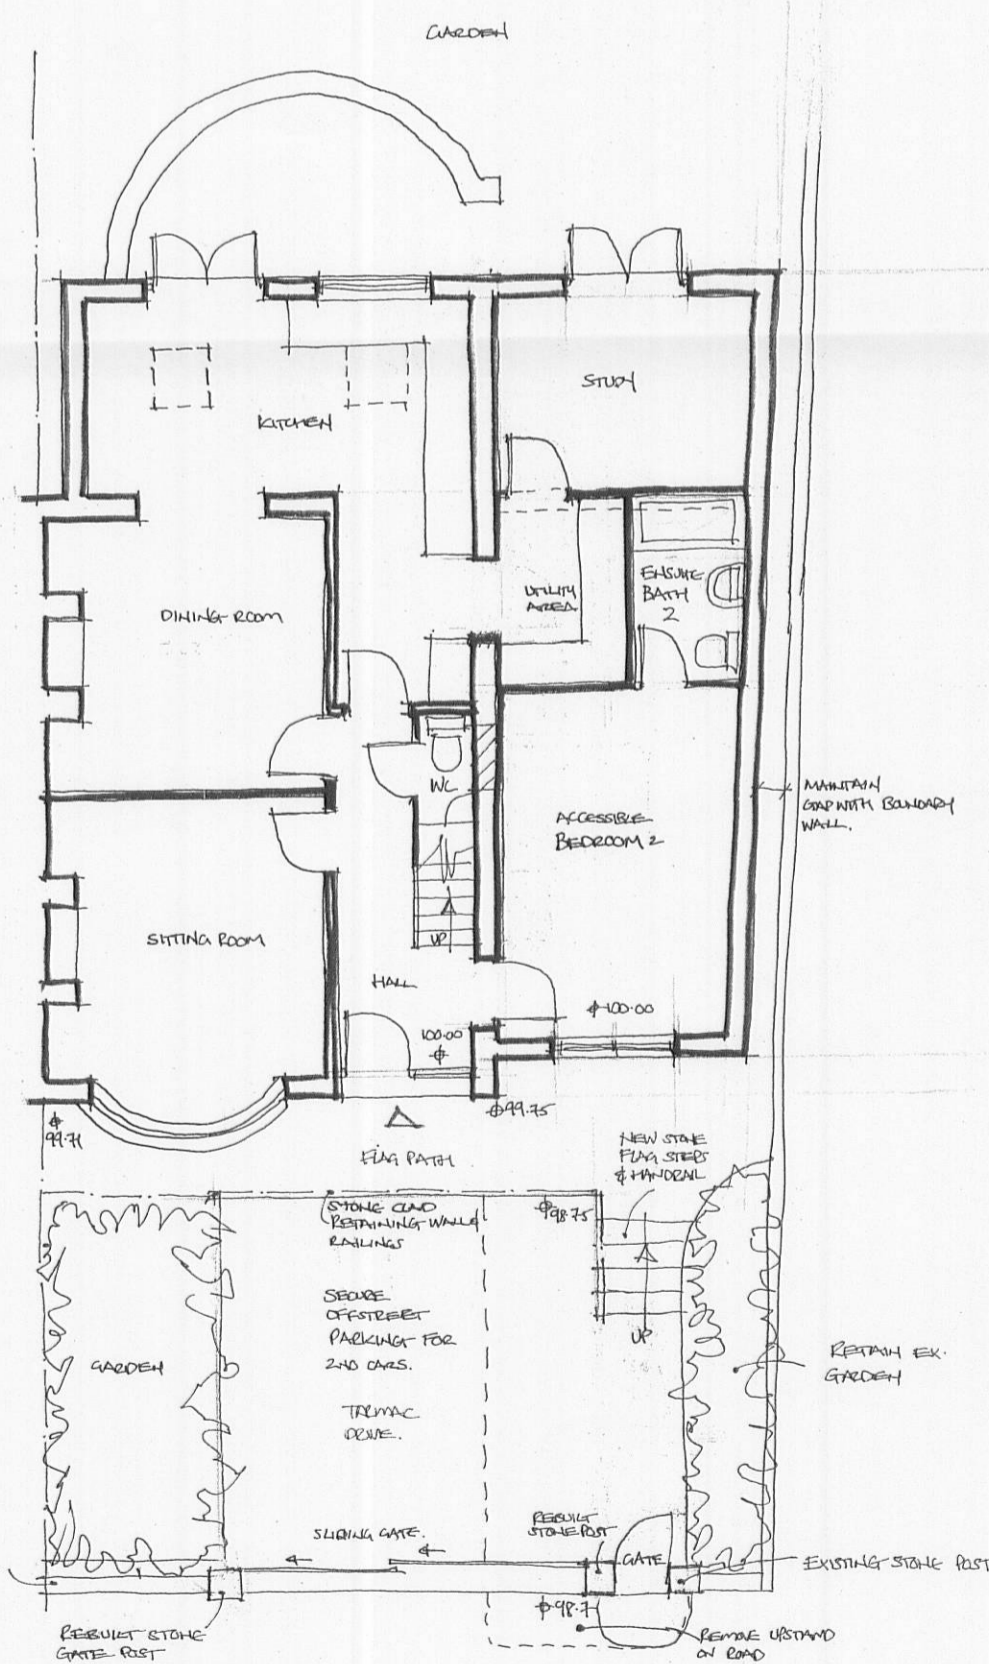 GARDEN
STUDY
KITCHEN
ENSUITE
BATH
2
UTILITY
AREA
DINING ROOM
WC
MAINTAIN
GAP WITH BOUNDARY
WALL.
ACCESSIBLE
BEDROOM 2
SITTING ROOM
UP
HALL
100.00
100.00
99.75
99.71
FLAG PATH
NEW STONE
FLAG STEPS
& HANDRAIL
STONE CLAD
RETAINING WALL &
RAILINGS
98.75
SECURE
OFFSTREET
PARKING FOR
2NO CARS.
UP
GARDEN
RETAIN EX.
GARDEN
TARMAC
DRIVE.
SLIDING GATE.
REBUILT
STONE POST
GATE
EXISTING STONE POST
98.7
REBUILT STONE
GATE POST
REMOVE UPSTAND
ON ROAD